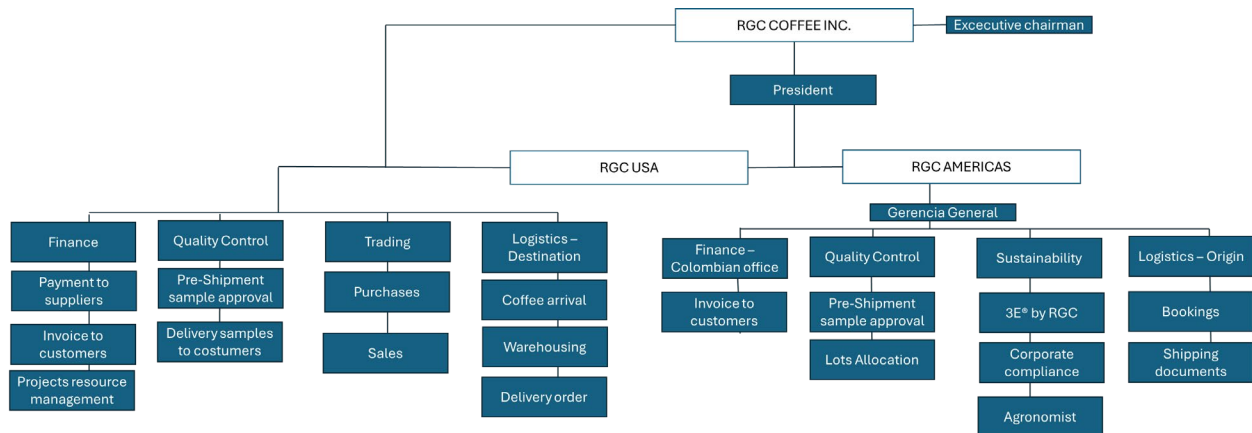 RGC COFFEE INC.
Excecutive chairman
President
RGC USA
RGC AMERICAS
Gerencia General
Finance
Quality Control
Trading
Logistics –
Destination
Finance –
Colombian office
Quality Control
Sustainability
Logistics – Origin
Payment to
suppliers
Pre-Shipment
sample approval
Purchases
Coffee arrival
Invoice to
customers
Pre-Shipment
sample approval
3E® by RGC
Bookings
Invoice to
customers
Delivery samples
to costumers
Sales
Warehousing
Lots Allocation
Corporate
compliance
Shipping
documents
Projects resource
management
Delivery order
Agronomist